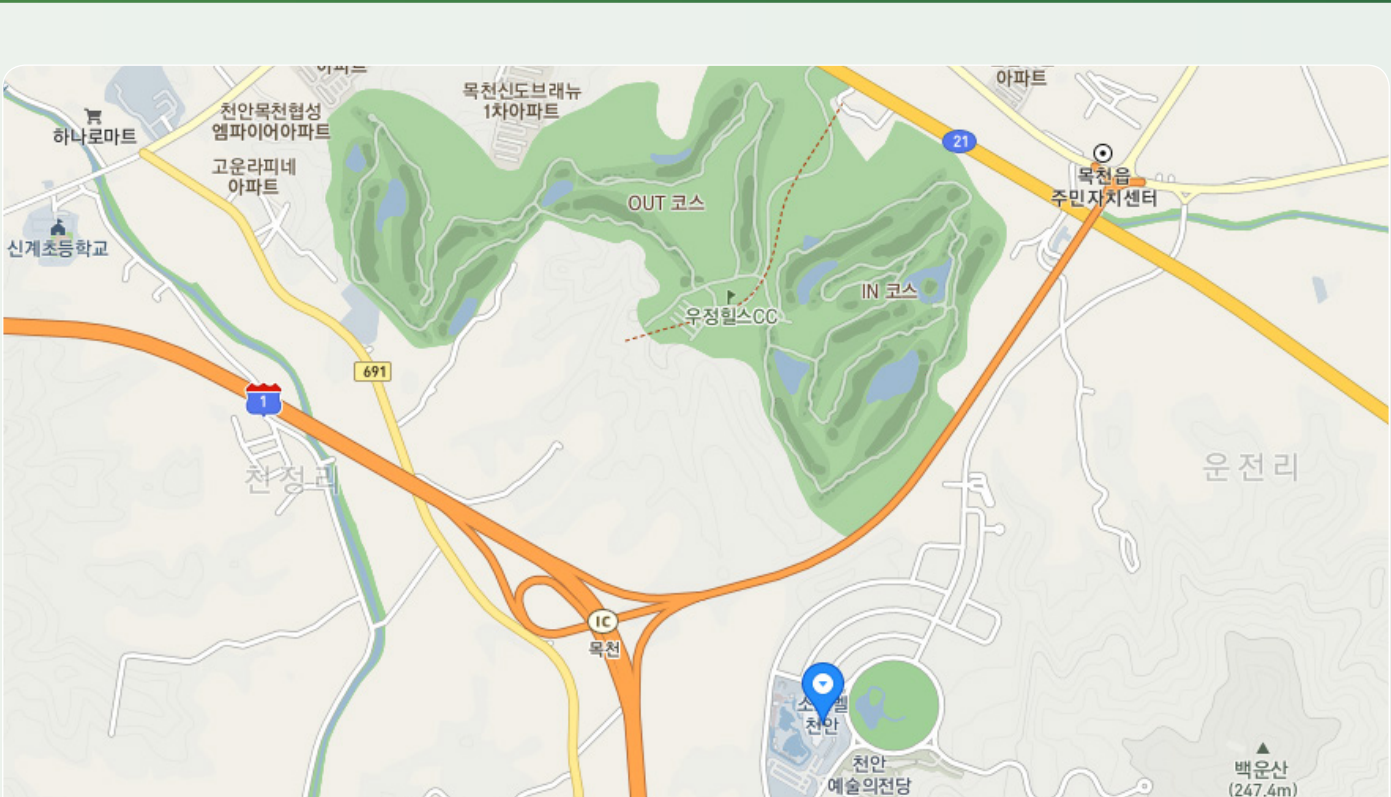 아파트
목천신도브래뉴
1차아파트
아파트
하나로마트
천안목천협성
엠파이어아파트
고운라피네
아파트
21
목천읍
주민자치센터
신계초등학교
OUT 코스
IN 코스
우정힐스CC
691
1
천정리
운전리
IC
목천
천안
천안
예술의전당
백운산
(247.4m)